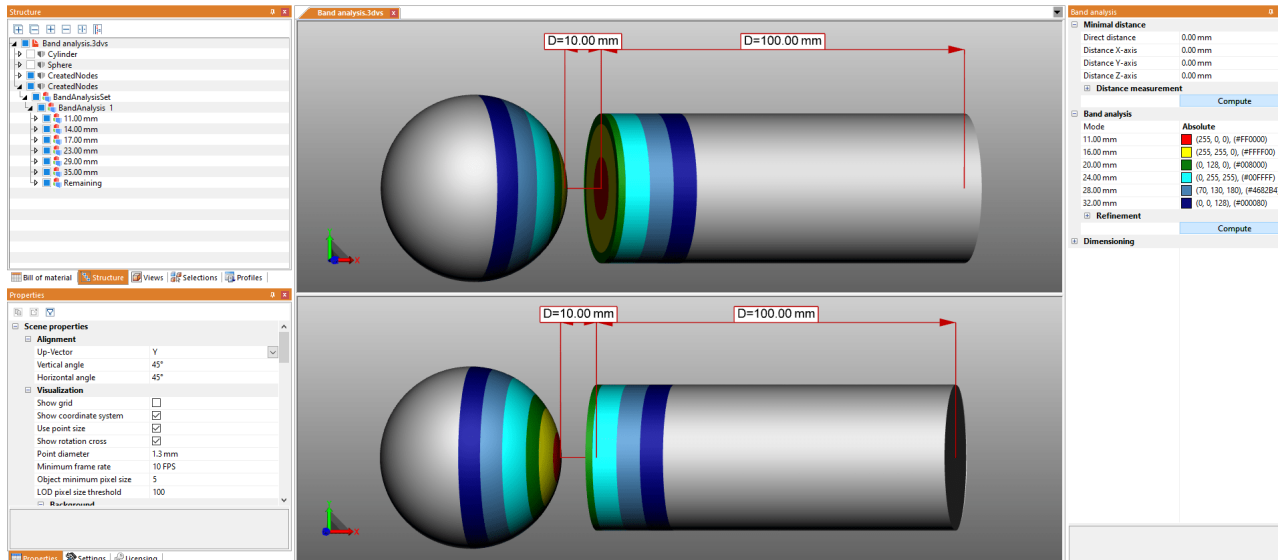 Structure
Band analysis.3dvs
Cylinder
Sphere
CreatedNodes
CreatedNodes
BandAnalysisSet
BandAnalysis 1
11.00 mm
14.00 mm
17.00 mm
23.00 mm
29.00 mm
35.00 mm
Remaining
Bill of material
Structure
Views
Selections
Profiles
Properties
Scene properties
Alignment
Up-Vector Y
Vertical angle 45°
Horizontal angle 45°
Visualization
Show grid
Show coordinate system
Use point size
Show rotation cross
Point diameter 1.3 mm
Minimum frame rate 10 FPS
Object minimum pixel size 5
LOD pixel size threshold 100
Background
Properties
Settings
Licensing
Band analysis.3dvs
D=10.00 mm
D=100.00 mm
D=10.00 mm
D=100.00 mm
Band analysis
Minimal distance
Direct distance 0.00 mm
Distance X-axis 0.00 mm
Distance Y-axis 0.00 mm
Distance Z-axis 0.00 mm
Distance measurement
Compute
Band analysis
Mode Absolute
11.00 mm (255, 0, 0), (#FF0000)
16.00 mm (255, 255, 0), (#FFFF00)
20.00 mm (0, 128, 0), (#008000)
24.00 mm (0, 255, 255), (#00FFFF)
28.00 mm (70, 130, 180), (#4682B4
32.00 mm (0, 0, 128), (#000080)
Refinement
Compute
Dimensioning